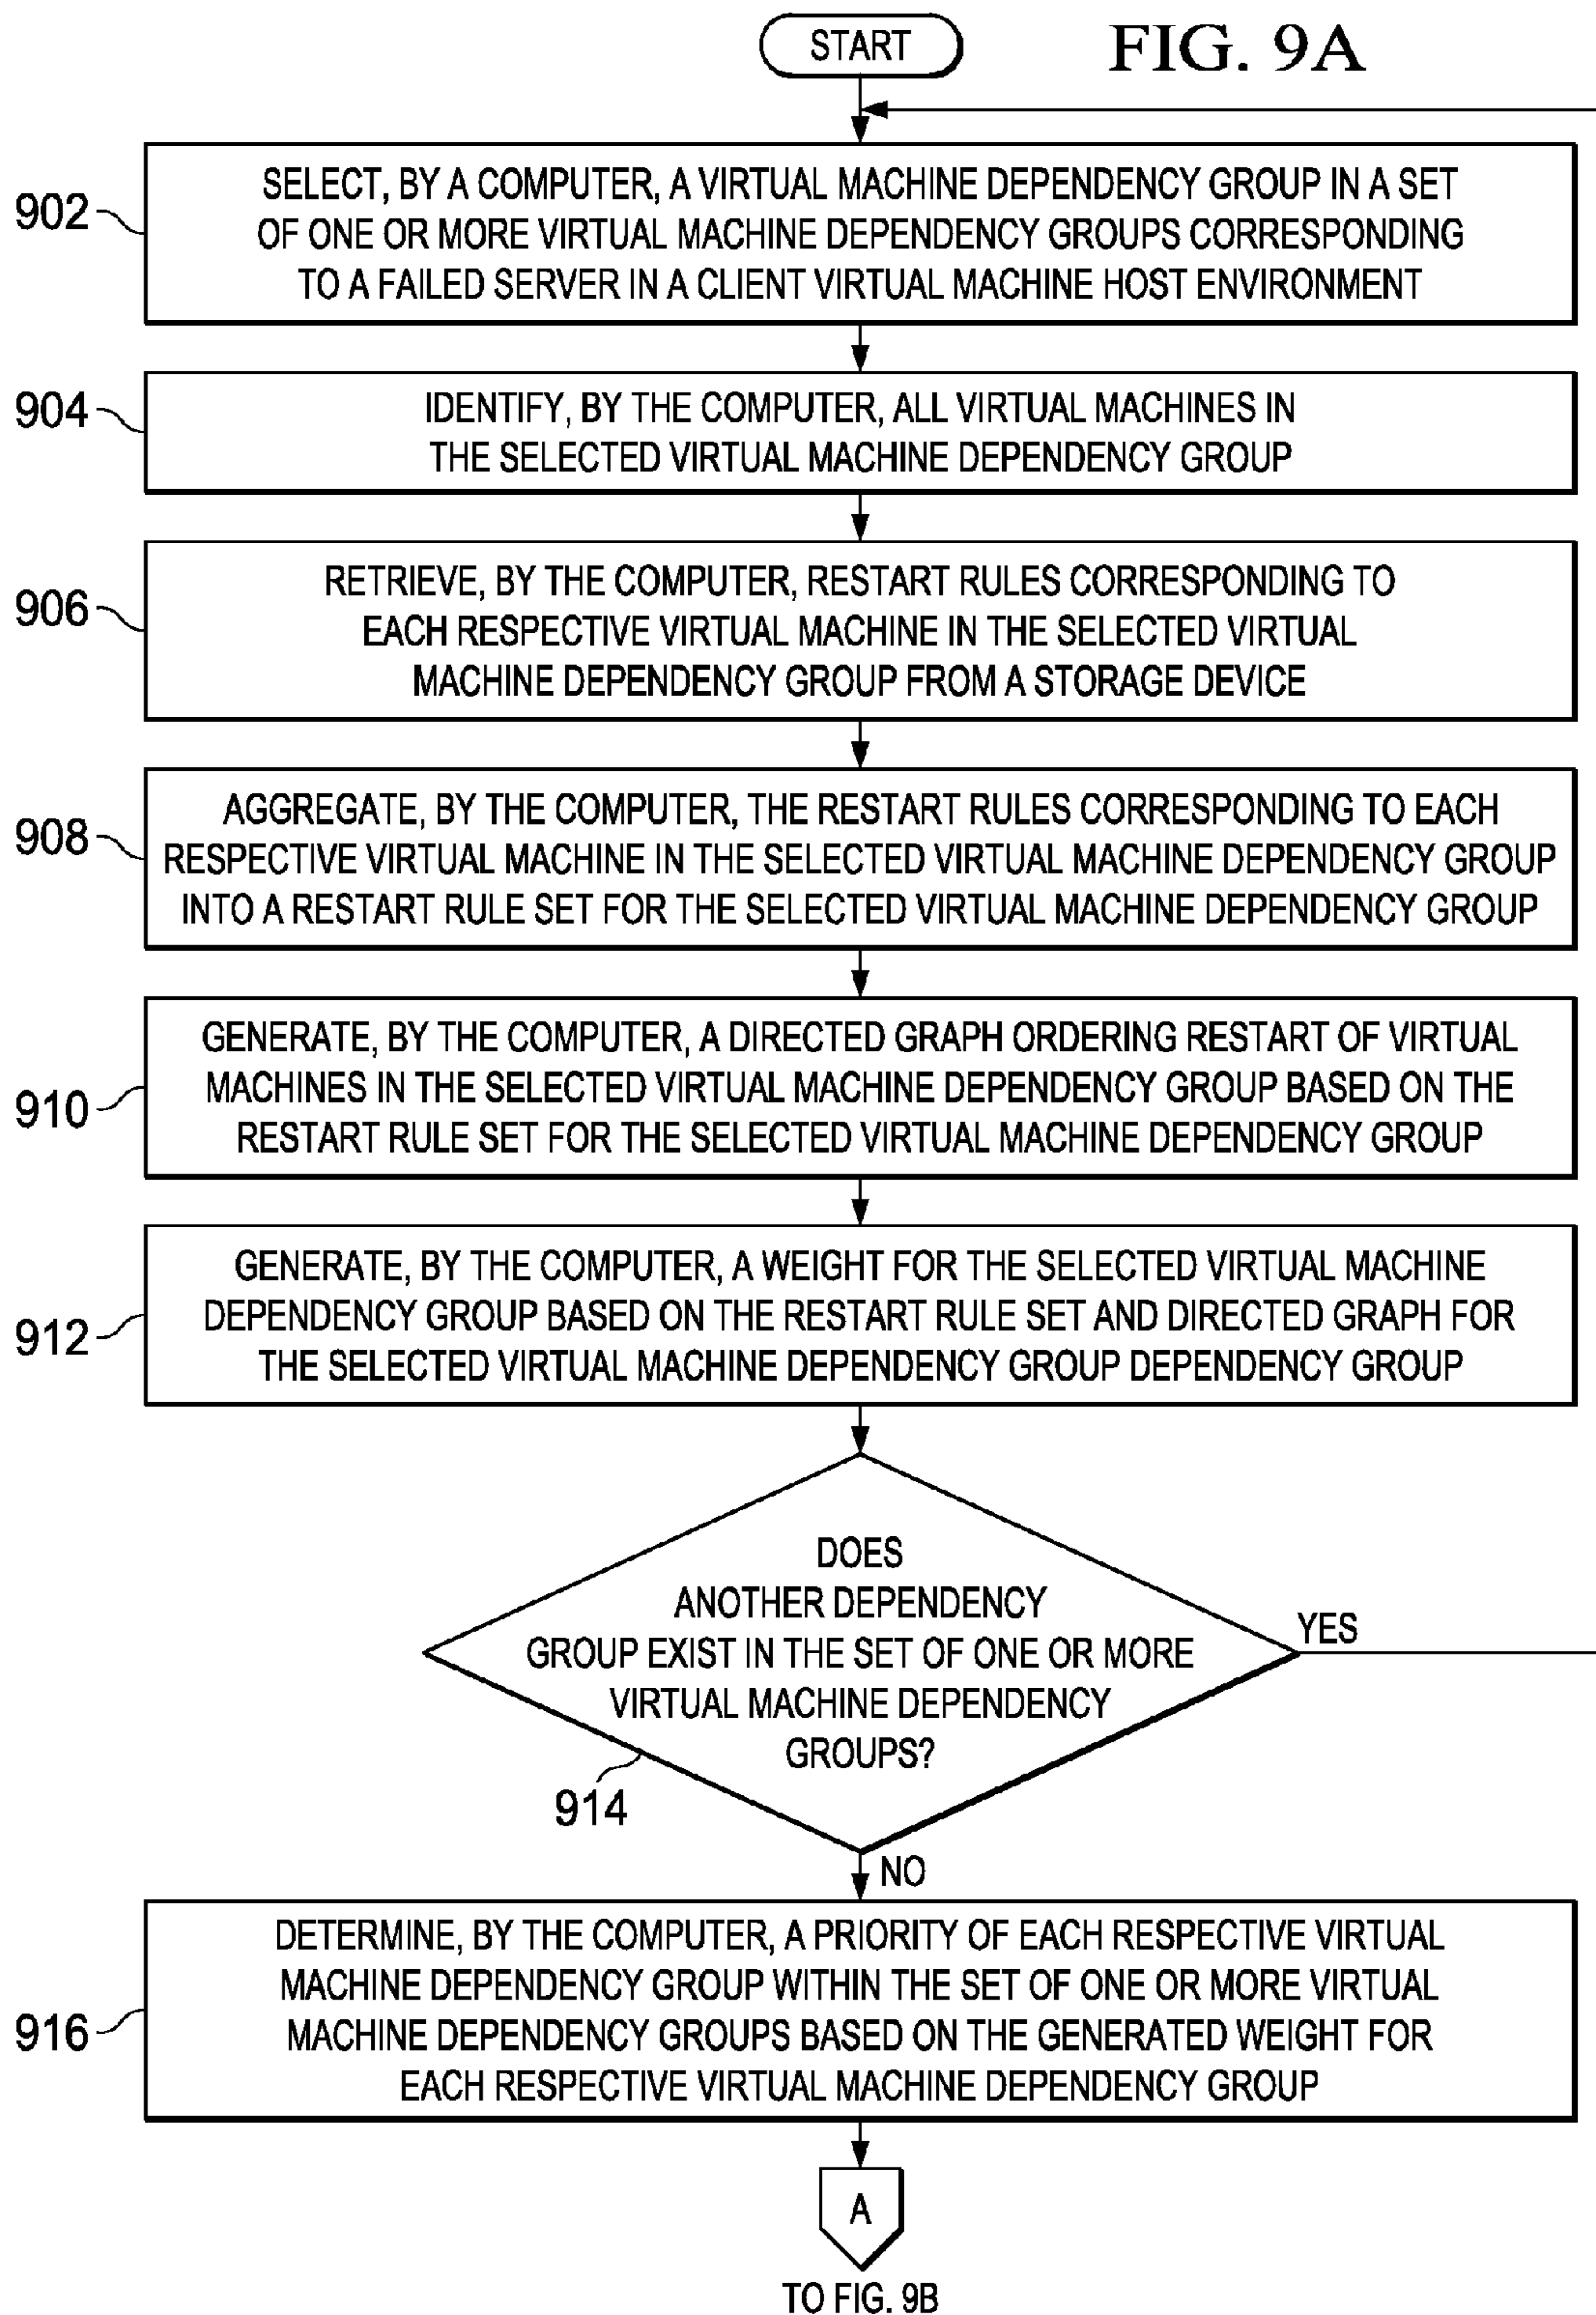 START
FIG. 9A
902
SELECT, BY A COMPUTER, A VIRTUAL MACHINE DEPENDENCY GROUP IN A SET
OF ONE OR MORE VIRTUAL MACHINE DEPENDENCY GROUPS CORRESPONDING
TO A FAILED SERVER IN A CLIENT VIRTUAL MACHINE HOST ENVIRONMENT
904
IDENTIFY, BY THE COMPUTER, ALL VIRTUAL MACHINES IN
THE SELECTED VIRTUAL MACHINE DEPENDENCY GROUP
906
RETRIEVE, BY THE COMPUTER, RESTART RULES CORRESPONDING TO
EACH RESPECTIVE VIRTUAL MACHINE IN THE SELECTED VIRTUAL
MACHINE DEPENDENCY GROUP FROM A STORAGE DEVICE
908
AGGREGATE, BY THE COMPUTER, THE RESTART RULES CORRESPONDING TO EACH
RESPECTIVE VIRTUAL MACHINE IN THE SELECTED VIRTUAL MACHINE DEPENDENCY GROUP
INTO A RESTART RULE SET FOR THE SELECTED VIRTUAL MACHINE DEPENDENCY GROUP
910
GENERATE, BY THE COMPUTER, A DIRECTED GRAPH ORDERING RESTART OF VIRTUAL
MACHINES IN THE SELECTED VIRTUAL MACHINE DEPENDENCY GROUP BASED ON THE
RESTART RULE SET FOR THE SELECTED VIRTUAL MACHINE DEPENDENCY GROUP
912
GENERATE, BY THE COMPUTER, A WEIGHT FOR THE SELECTED VIRTUAL MACHINE
DEPENDENCY GROUP BASED ON THE RESTART RULE SET AND DIRECTED GRAPH FOR
THE SELECTED VIRTUAL MACHINE DEPENDENCY GROUP DEPENDENCY GROUP
DOES
ANOTHER DEPENDENCY
GROUP EXIST IN THE SET OF ONE OR MORE
VIRTUAL MACHINE DEPENDENCY
GROUPS?
YES
914
NO
916
DETERMINE, BY THE COMPUTER, A PRIORITY OF EACH RESPECTIVE VIRTUAL
MACHINE DEPENDENCY GROUP WITHIN THE SET OF ONE OR MORE VIRTUAL
MACHINE DEPENDENCY GROUPS BASED ON THE GENERATED WEIGHT FOR
EACH RESPECTIVE VIRTUAL MACHINE DEPENDENCY GROUP
A
TO FIG. 9B